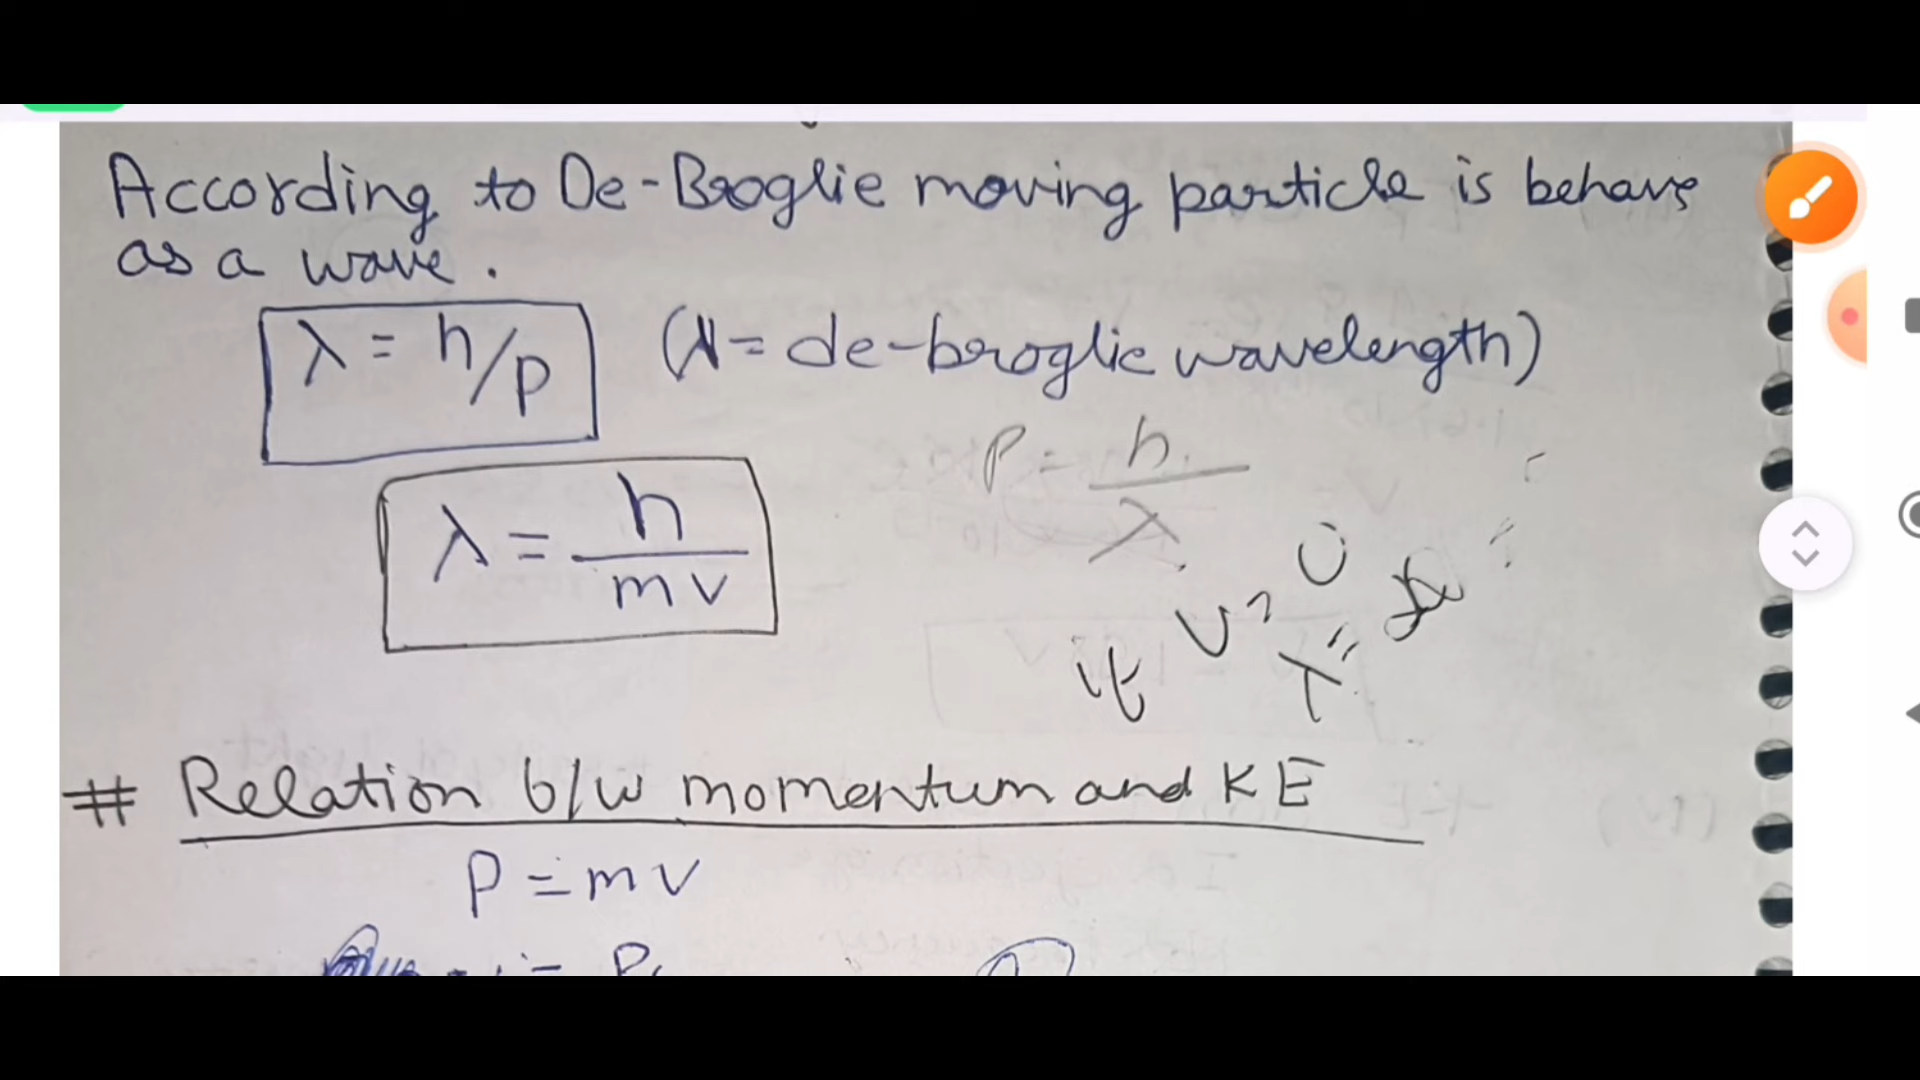 According to De-Broglie moving particle is behave
as a wave.
λ = h/p (λ = de-broglie wavelength)
P = h/λ
λ = h/mv
if v = 0
λ =
# Relation b/w momentum and KE
P = mv